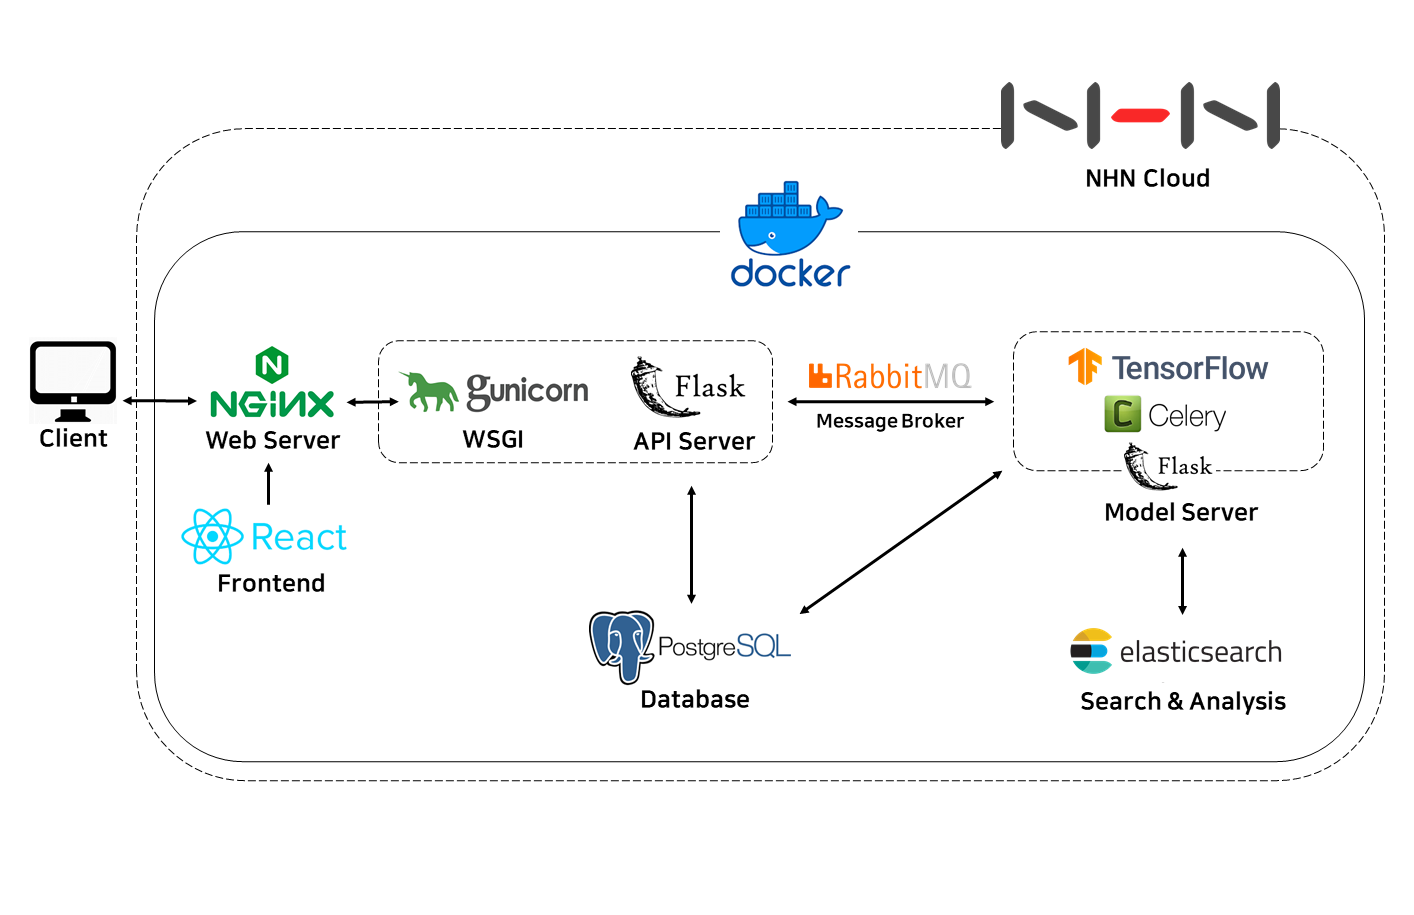 NHN Cloud
docker
NGiNX
Web Server
Client
gunicorn
WSGI
Flask
API Server
RabbitMQ
Message Broker
TensorFlow
C Celery
Flask
Model Server
React
Frontend
PostgreSQL
Database
elasticsearch
Search & Analysis